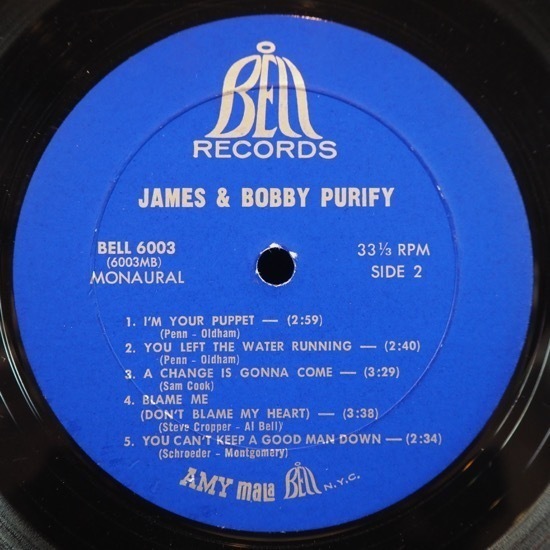 BELL
RECORDS
JAMES & BOBBY PURIFY
BELL 6003
(6003MB)
MONAURAL
33 1/3 RPM
SIDE 2
1. I'M YOUR PUPPET — (2:59)
(Penn - Oldham)
2. YOU LEFT THE WATER RUNNING — (2:40)
(Penn - Oldham)
3. A CHANGE IS GONNA COME — (3:29)
(Sam Cook)
4. BLAME ME
(DON'T BLAME MY HEART) — (3:38)
(Steve Cropper - Al Bell)
5. YOU CAN'T KEEP A GOOD MAN DOWN — (2:34)
(Schroeder - Montgomery)
AMY mala BELL N.Y.C.